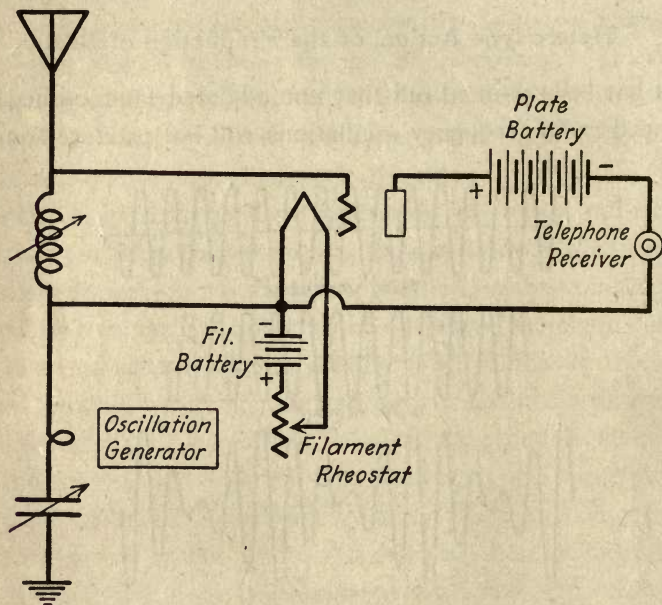 Plate
Battery
+
-
Telephone
Receiver
-
Fil.
Battery
+
Oscillation
Generator
Filament
Rheostat